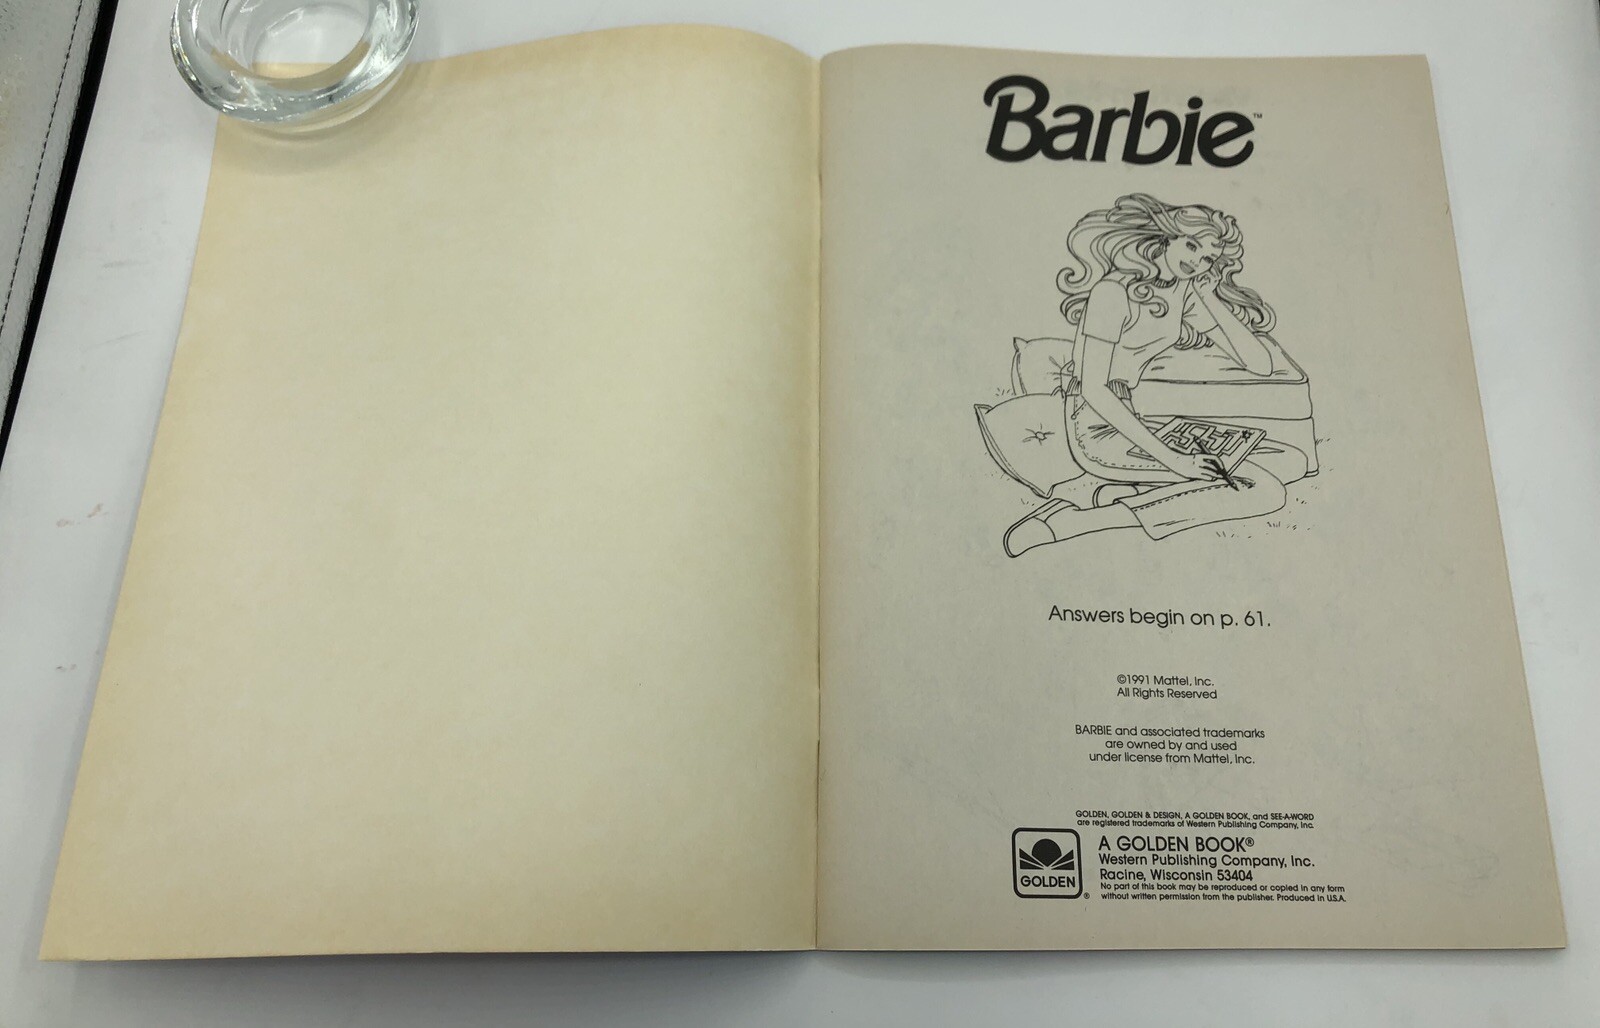 Barbie™
Answers begin on p. 61.
©1991 Mattel, Inc.
All Rights Reserved
BARBIE and associated trademarks
are owned by and used
under license from Mattel, Inc.
GOLDEN, GOLDEN & DESIGN, A GOLDEN BOOK, and SEE-A-WORD
are registered trademarks of Western Publishing Company, Inc.
GOLDEN®
A GOLDEN BOOK®
Western Publishing Company, Inc.
Racine, Wisconsin 53404
No part of this book may be reproduced or copied in any form
without written permission from the publisher. Produced in U.S.A.